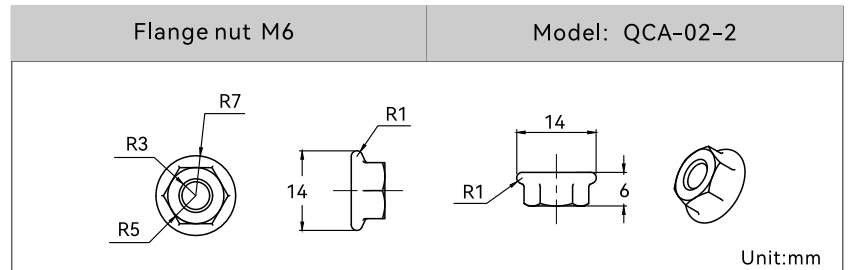 Flange nut M6
Model: QCA-02-2
R7
R3
R5
R1
14
14
R1
6
Unit:mm